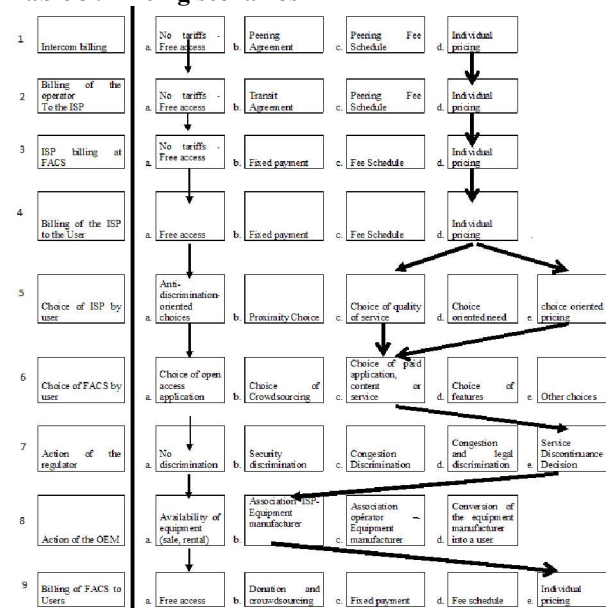 1
Intercom billing
a.
No tariffs -
Free access
b.
Peering
Agreement
c.
Peering Fee
Schedule
d.
Individual
pricing
2
Billing of the
operator
To the ISP
a.
No tariffs -
Free access
b.
Transit
Agreement
c.
Peering Fee
Schedule
d.
Individual
pricing
3
ISP billing at
FACS
a.
No tariffs -
Free access
b.
Fixed payment
c.
Fee Schedule
d.
Individual
pricing
4
Billing of the ISP
to the User
a.
Free access
b.
Fixed payment
c.
Fee Schedule
d.
Individual
pricing
5
Choice of ISP by
user
a.
Anti-
discrimination-
oriented
choices
b.
Proximity Choice
c.
Choice of quality
of service
d.
Choice
oriented need
e.
choice oriented
pricing
6
Choice of FACS by
user
a.
Choice of open
access
application
b.
Choice of
Crowdsourcing
c.
Choice of paid
application,
content or
service
d.
Choice of
features
e.
Other choices
7
Action of the
regulator
a.
No
discrimination
b.
Security
discrimination
c.
Congestion
Discrimination
d.
Congestion
and legal
discrimination
e.
Service
Discontinuance
Decision
8
Action of the OEM
a.
Availability of
equipment
(sale, rental)
b.
Association ISP-
Equipment
manufacturer
c.
Association
opérator –
Equipment
manufacturer
d.
Conversion of
the equipment
manufacturer
into a user
9
Billing of FACS to
Users
a.
Free access
b.
Donation and
crowdsourcing
c.
Fixed payment
d.
Fee schedule
e.
Individual
pricing